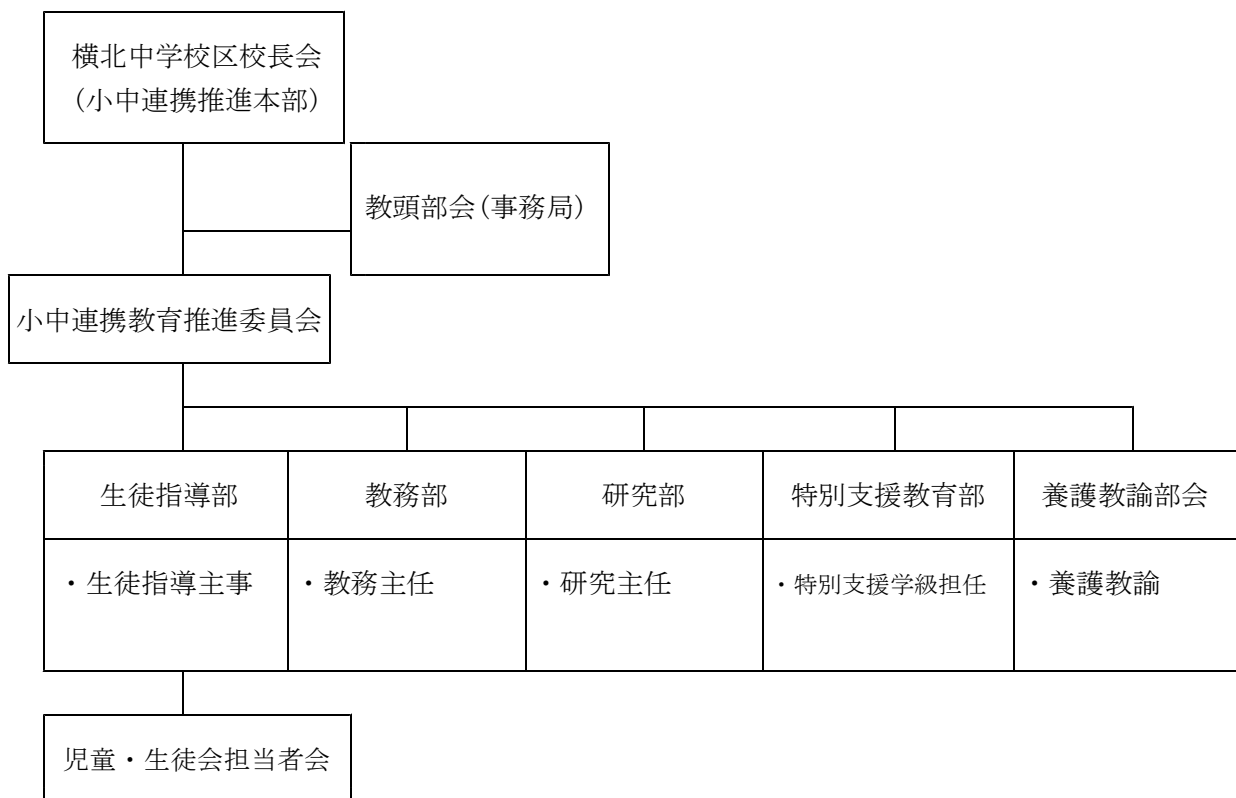 横北中学校区校長会
(小中連携推進本部)
教頭部会(事務局)
小中連携教育推進委員会
生徒指導部
教務部
研究部
特別支援教育部
養護教諭部会
・生徒指導主事
・教務主任
・研究主任
・特別支援学級担任
・養護教諭
児童・生徒会担当者会